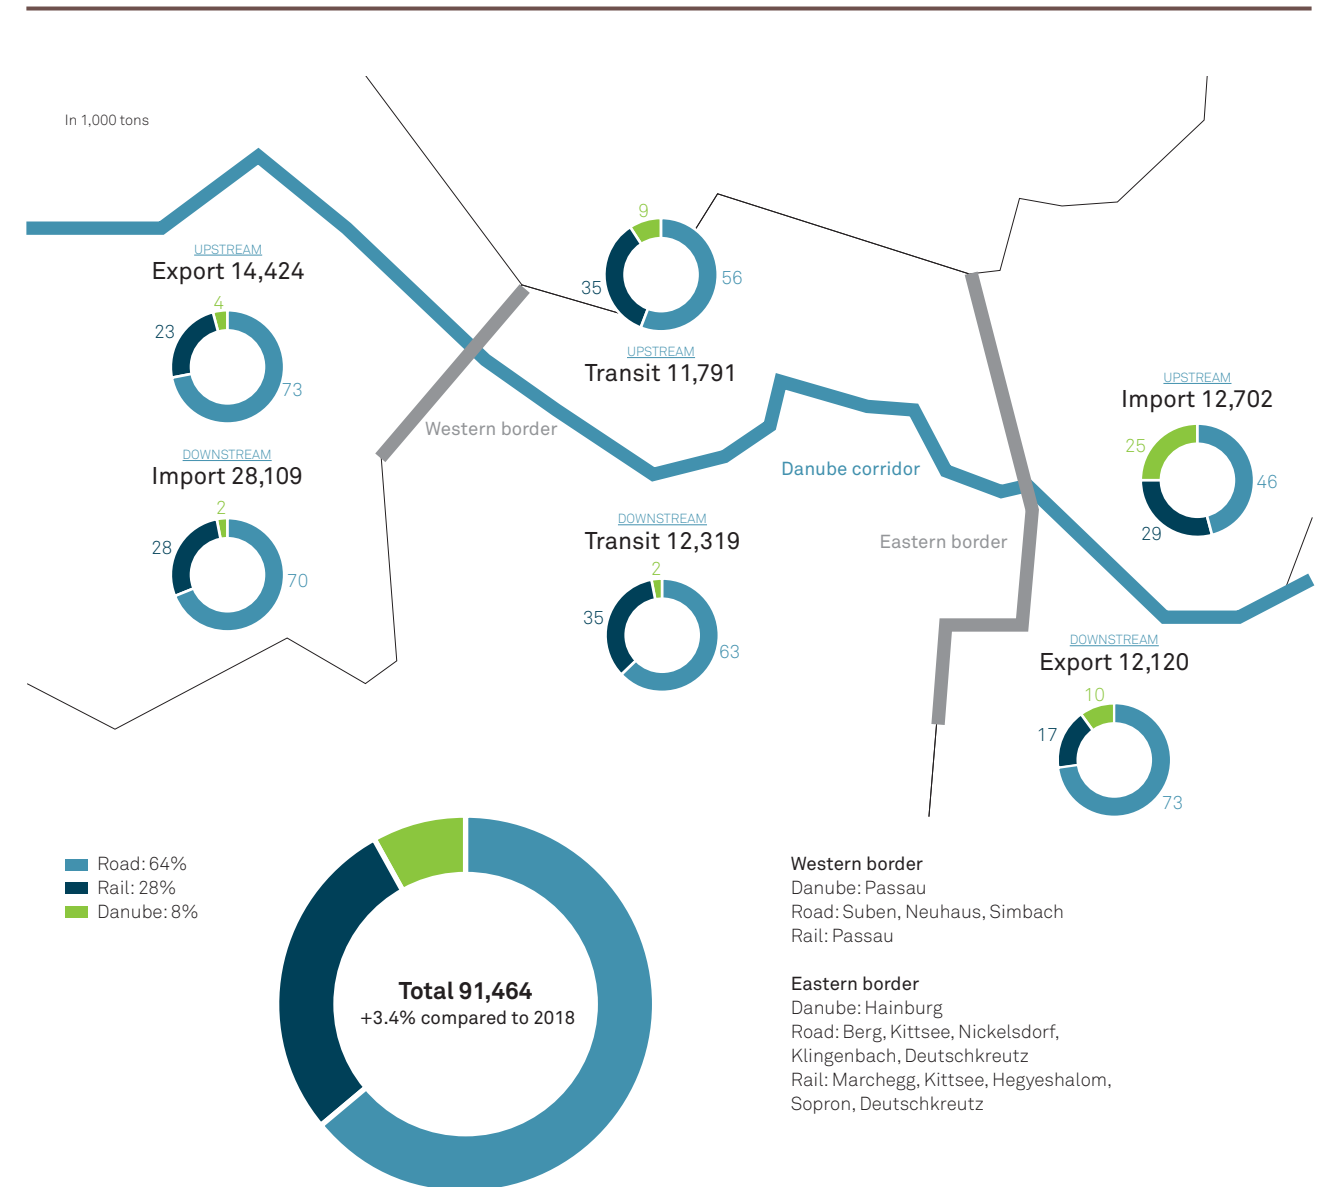 In 1,000 tons
UPSTREAM
Export 14,424
4
23
73
DOWNSTREAM
Import 28,109
2
28
70
Western border
9
35
56
UPSTREAM
Transit 11,791
DOWNSTREAM
Transit 12,319
2
35
63
Danube corridor
Eastern border
UPSTREAM
Import 12,702
25
46
29
DOWNSTREAM
Export 12,120
10
17
73
Road: 64%
Rail: 28%
Danube: 8%
Total 91,464
+3.4% compared to 2018
Western border
Danube: Passau
Road: Suben, Neuhaus, Simbach
Rail: Passau
Eastern border
Danube: Hainburg
Road: Berg, Kittsee, Nickelsdorf,
Klingenbach, Deutschkreutz
Rail: Marchegg, Kittsee, Hegyeshalom,
Sopron, Deutschkreutz